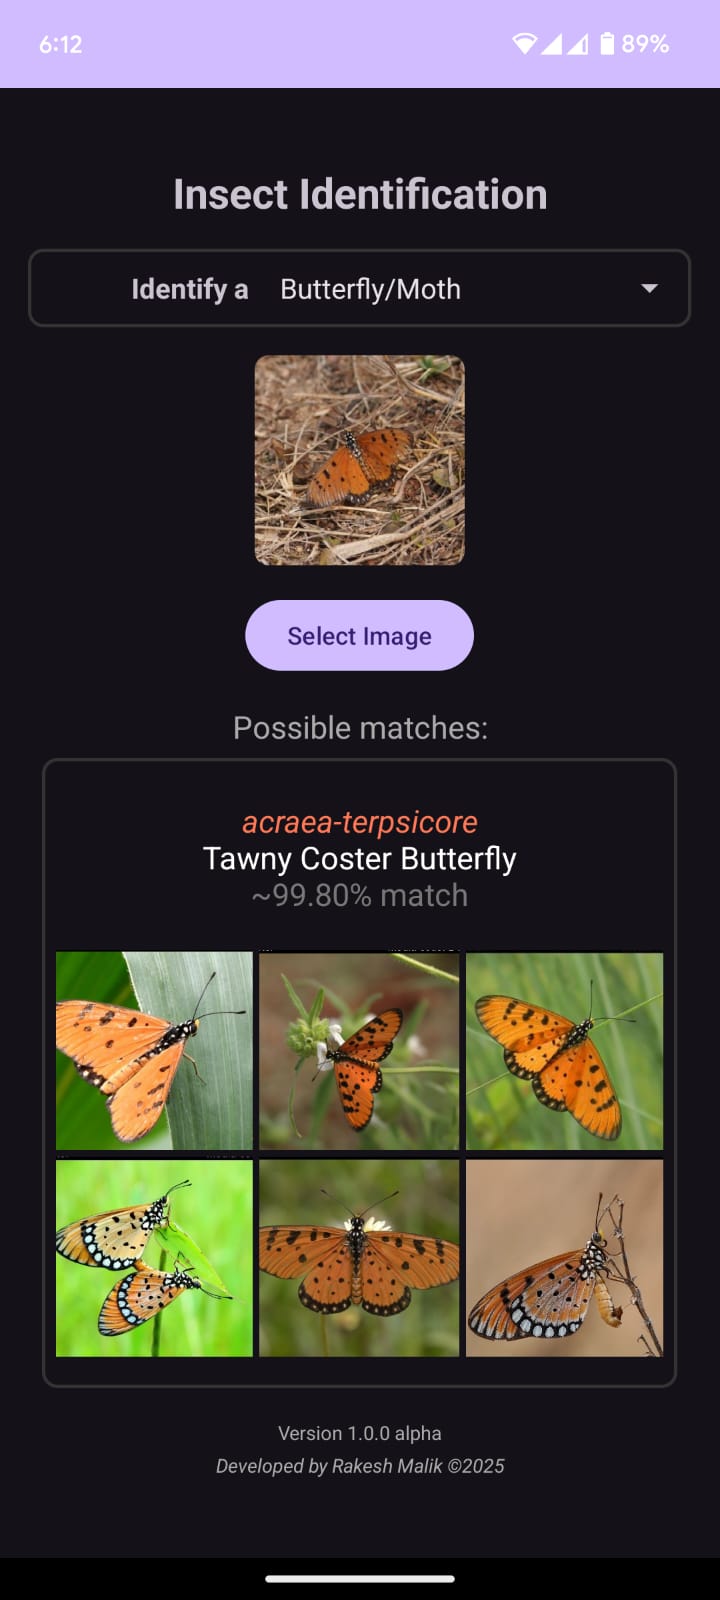 6:12
89%
Insect Identification
Identify a Butterfly/Moth
Select Image
Possible matches:
acraea-terpsicore
Tawny Coster Butterfly
~99.80% match
Version 1.0.0 alpha
Developed by Rakesh Malik ©2025